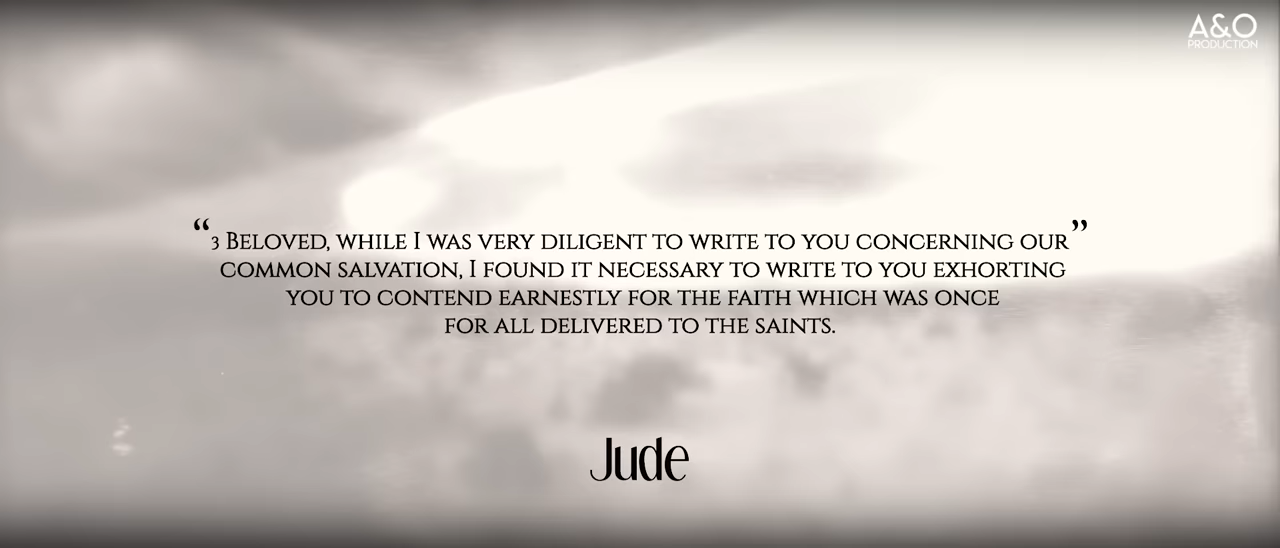 A&O
PRODUCTION
“3 Beloved, while I was very diligent to write to you concerning our”
common salvation, I found it necessary to write to you exhorting
you to contend earnestly for the faith which was once
for all delivered to the saints.
Jude